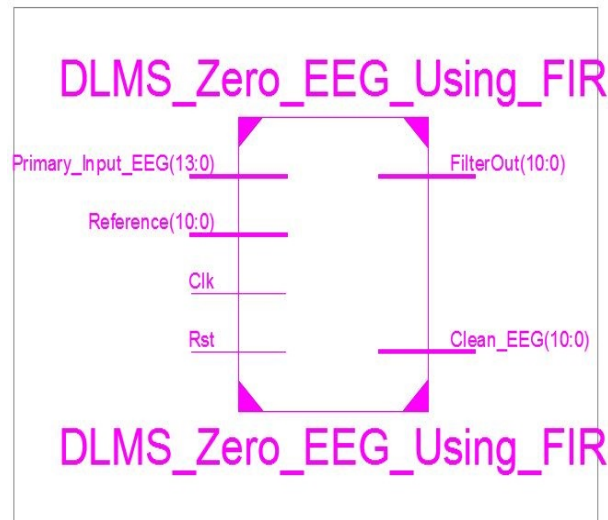 DLMS_Zero_EEG_Using_FIR
Primary_Input_EEG(13:0)
FilterOut(10:0)
Reference(10:0)
Clk
Rst
Clean_EEG(10:0)
DLMS_Zero_EEG_Using_FIR